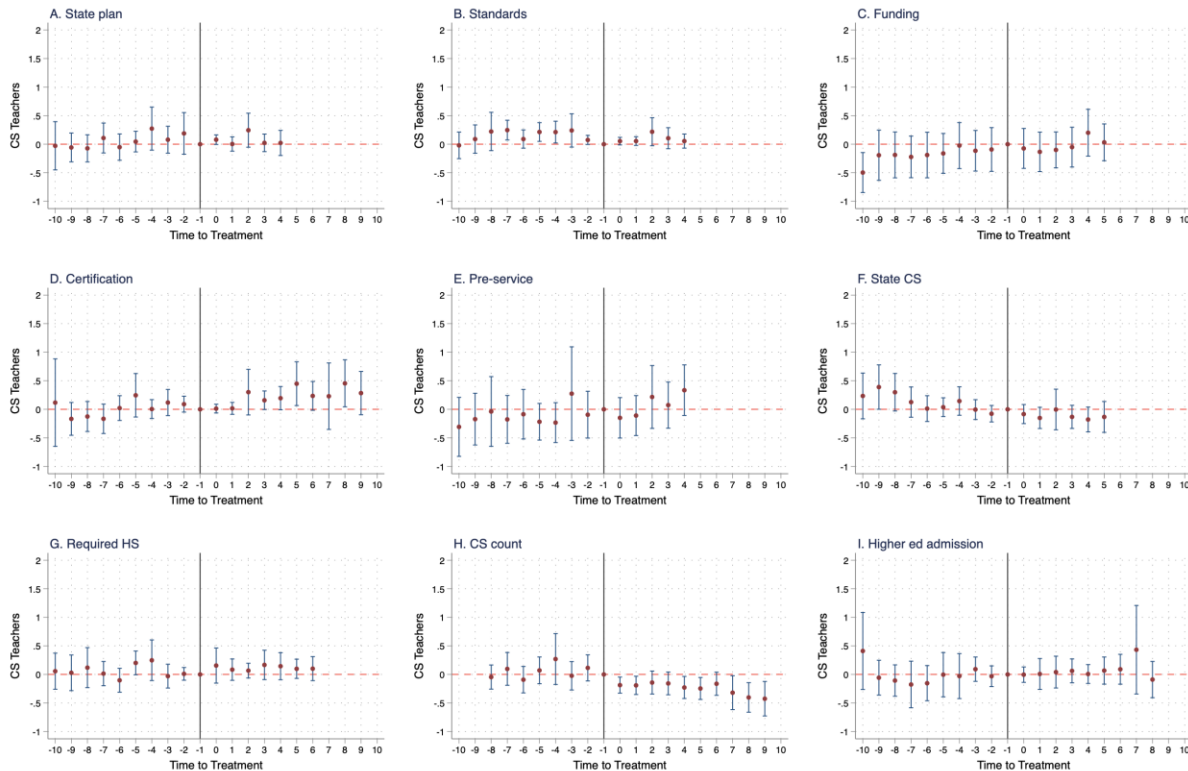 A. State plan
2
1.5
1
.5
0
-.5
-1
CS Teachers
-10 -9 -8 -7 -6 -5 -4 -3 -2 -1 0 1 2 3 4 5 6 7 8 9 10
Time to Treatment
B. Standards
2
1.5
1
.5
0
-.5
-1
CS Teachers
-10 -9 -8 -7 -6 -5 -4 -3 -2 -1 0 1 2 3 4 5 6 7 8 9 10
Time to Treatment
C. Funding
2
1.5
1
.5
0
-.5
-1
CS Teachers
-10 -9 -8 -7 -6 -5 -4 -3 -2 -1 0 1 2 3 4 5 6 7 8 9 10
Time to Treatment
D. Certification
2
1.5
1
.5
0
-.5
-1
CS Teachers
-10 -9 -8 -7 -6 -5 -4 -3 -2 -1 0 1 2 3 4 5 6 7 8 9 10
Time to Treatment
E. Pre-service
2
1.5
1
.5
0
-.5
-1
CS Teachers
-10 -9 -8 -7 -6 -5 -4 -3 -2 -1 0 1 2 3 4 5 6 7 8 9 10
Time to Treatment
F. State CS
2
1.5
1
.5
0
-.5
-1
CS Teachers
-10 -9 -8 -7 -6 -5 -4 -3 -2 -1 0 1 2 3 4 5 6 7 8 9 10
Time to Treatment
G. Required HS
2
1.5
1
.5
0
-.5
-1
CS Teachers
-10 -9 -8 -7 -6 -5 -4 -3 -2 -1 0 1 2 3 4 5 6 7 8 9 10
Time to Treatment
H. CS count
2
1.5
1
.5
0
-.5
-1
CS Teachers
-10 -9 -8 -7 -6 -5 -4 -3 -2 -1 0 1 2 3 4 5 6 7 8 9 10
Time to Treatment
I. Higher ed admission
2
1.5
1
.5
0
-.5
-1
CS Teachers
-10 -9 -8 -7 -6 -5 -4 -3 -2 -1 0 1 2 3 4 5 6 7 8 9 10
Time to Treatment